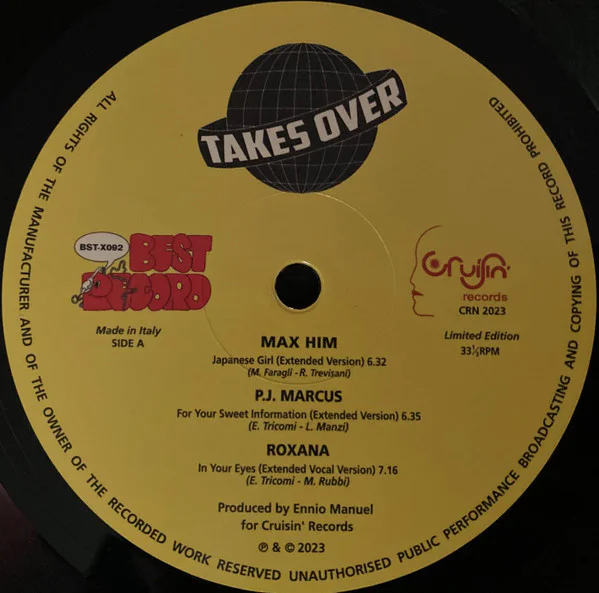 TAKES OVER
ALL RIGHTS OF THE MANUFACTURER AND OF THE OWNER OF THE RECORDED WORK RESERVED UNAUTHORISED PUBLIC PERFORMANCE BROADCASTING AND COPYING OF THIS RECORD PROHIBITED
BST-X092
BEST
RECORD
Made in Italy
SIDE A
Cruisin'
records
CRN 2023
Limited Edition
33⅓RPM
MAX HIM
Japanese Girl (Extended Version) 6.32
(M. Faragli - R. Trevisani)
P.J. MARCUS
For Your Sweet Information (Extended Version) 6.35
(E. Tricomi - L. Manzi)
ROXANA
In Your Eyes (Extended Vocal Version) 7.16
(E. Tricomi - M. Rubbi)
Produced by Ennio Manuel
for Cruisin' Records
℗ & © 2023